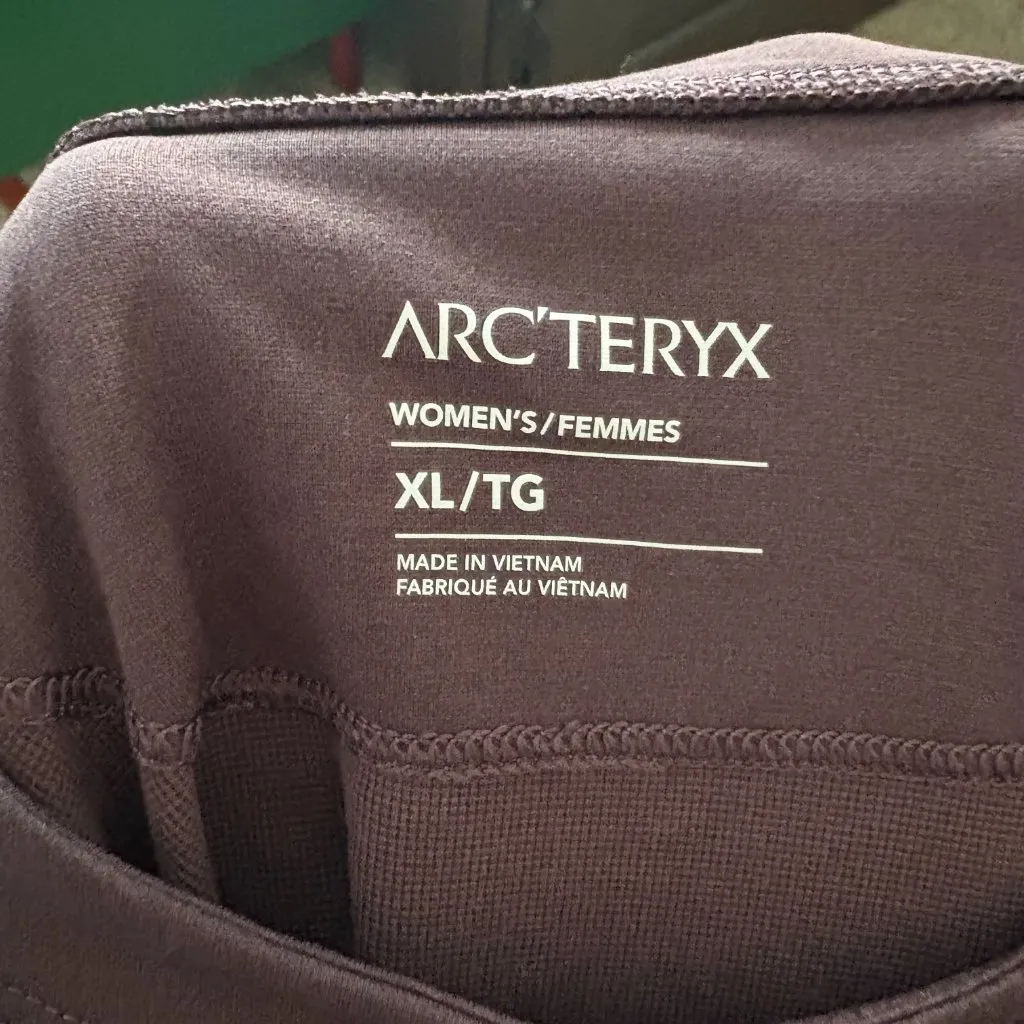 ARC'TERYX
WOMEN'S/FEMMES
XL/TG
MADE IN VIETNAM
FABRIQUÉ AU VIÊTNAM